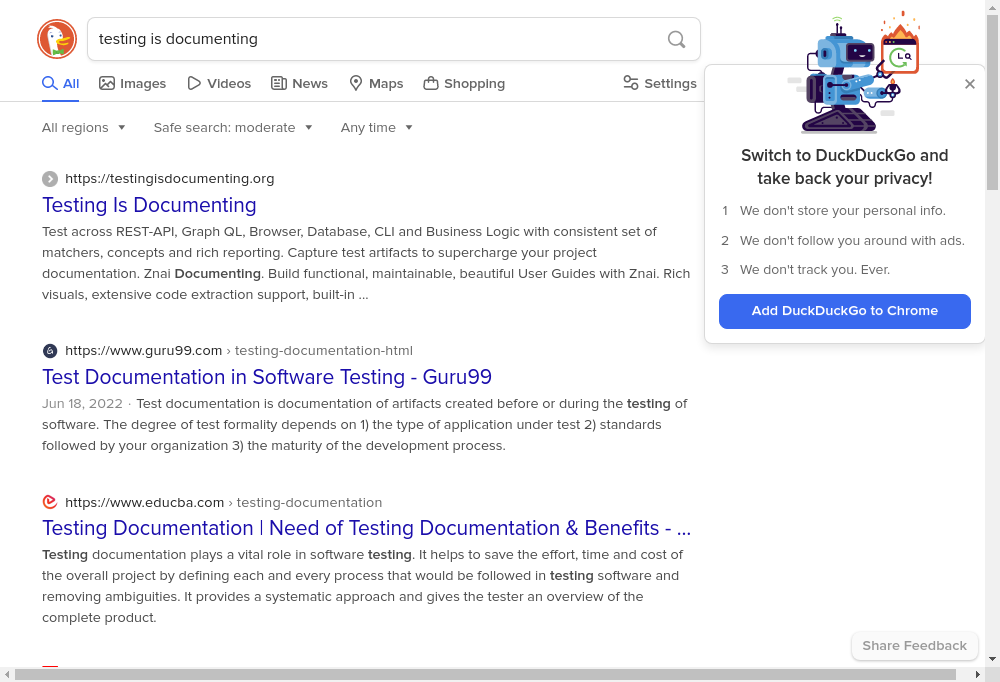 testing is documenting
All Images Videos News Maps Shopping Settings
All regions Safe search: moderate Any time
https://testingisdocumenting.org
Testing Is Documenting
Test across REST-API, Graph QL, Browser, Database, CLI and Business Logic with consistent set of
matchers, concepts and rich reporting. Capture test artifacts to supercharge your project
documentation. Znai Documenting. Build functional, maintainable, beautiful User Guides with Znai. Rich
visuals, extensive code extraction support, built-in ...
https://www.guru99.com › testing-documentation-html
Test Documentation in Software Testing - Guru99
Jun 18, 2022 · Test documentation is documentation of artifacts created before or during the testing of
software. The degree of test formality depends on 1) the type of application under test 2) standards
followed by your organization 3) the maturity of the development process.
https://www.educba.com › testing-documentation
Testing Documentation | Need of Testing Documentation & Benefits - ...
Testing documentation plays a vital role in software testing. It helps to save the effort, time and cost of
the overall project by defining each and every process that would be followed in testing software and
removing ambiguities. It provides a systematic approach and gives the tester an overview of the
complete product.
Switch to DuckDuckGo and
take back your privacy!
1 We don't store your personal info.
2 We don't follow you around with ads.
3 We don't track you. Ever.
Add DuckDuckGo to Chrome
Share Feedback